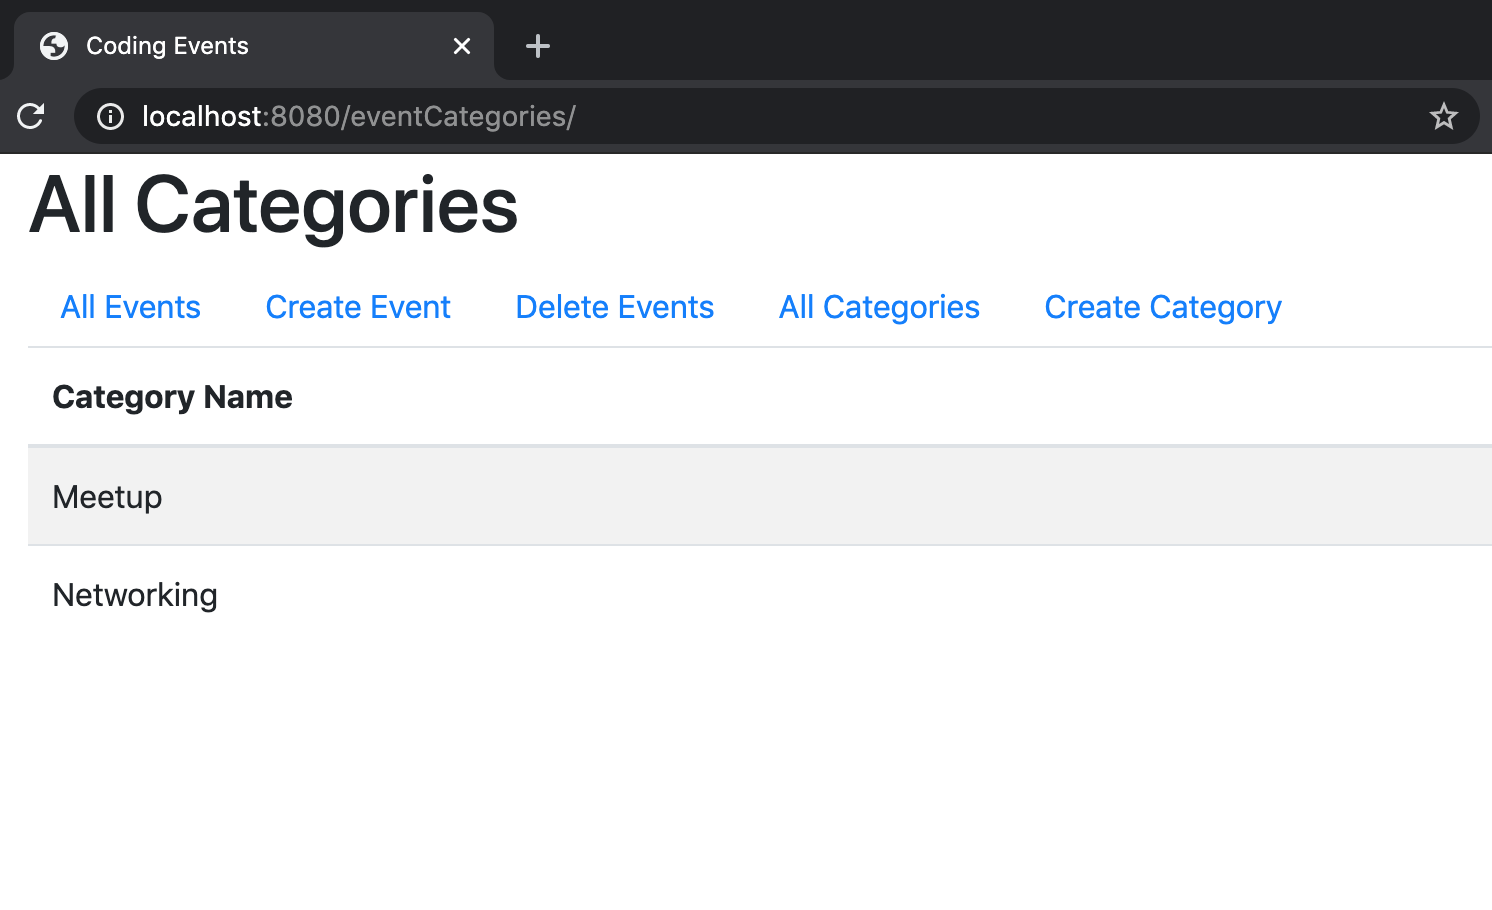 Coding Events
localhost:8080/eventCategories/
All Categories
All Events Create Event Delete Events All Categories Create Category
Category Name
Meetup
Networking